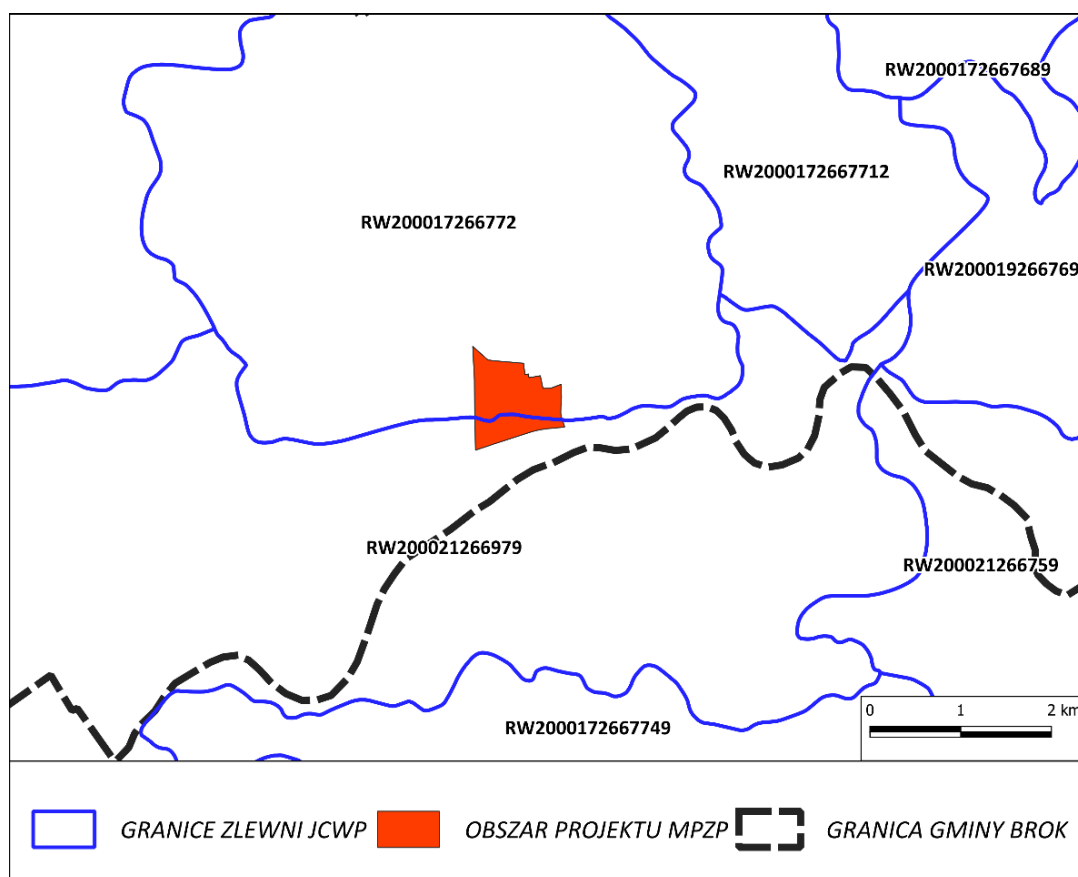 RW2000172667689
RW2000172667712
RW200017266772
RW200019266769
RW200021266979
RW200021266759
RW2000172667749
0 1 2 km
GRANICE ZLEWNI JCWP
OBSZAR PROJEKTU MPZP
GRANICA GMINY BROK